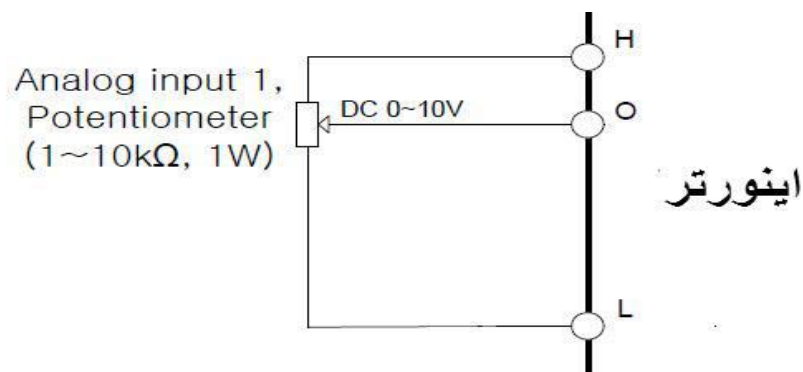 H
Analog input 1,
Potentiometer
(1~10kΩ, 1W)
DC 0~10V
O
اینورتر
L